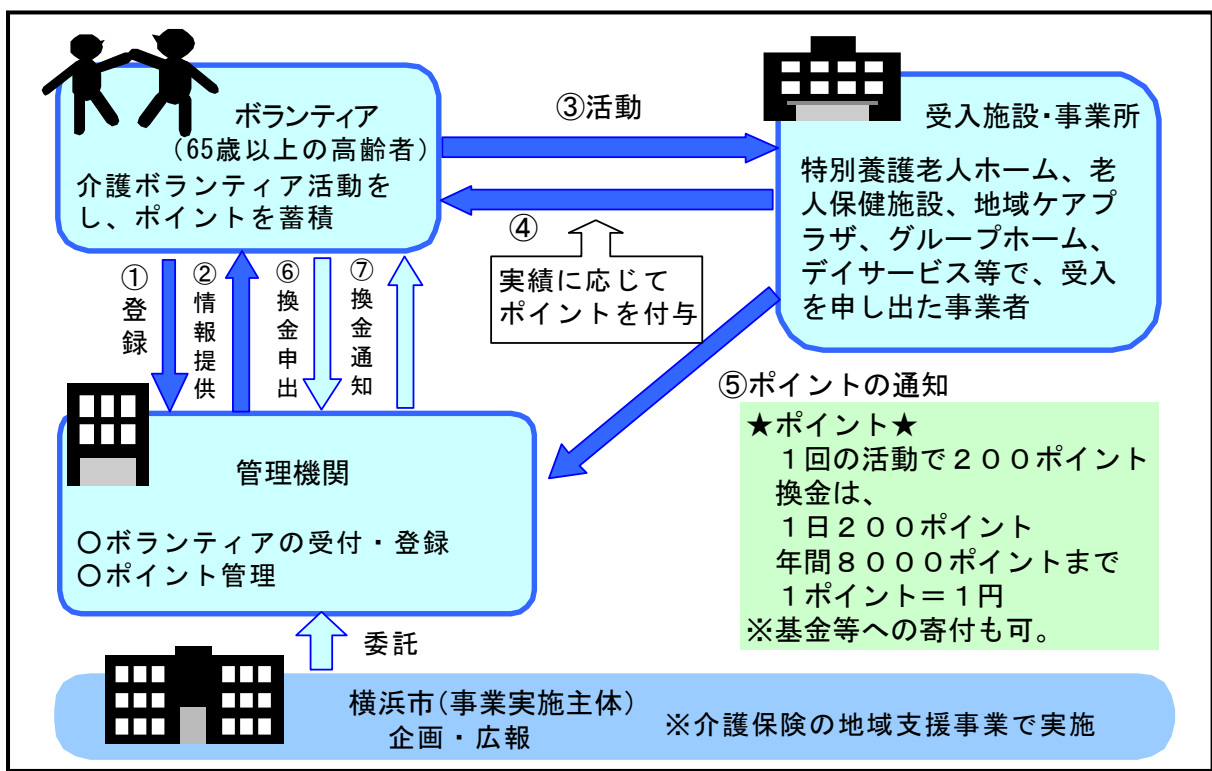 ボランティア
（65歳以上の高齢者）
介護ボランティア活動を
し、ポイントを蓄積
③活動
受入施設・事業所
特別養護老人ホーム、老
人保健施設、地域ケアプ
ラザ、グループホーム、
デイサービス等で、受入
を申し出た事業者
④
実績に応じて
ポイントを付与
①登録
②情報提供
⑥換金申出
⑦換金通知
⑤ポイントの通知
★ポイント★
１回の活動で２００ポイント
換金は、
１日２００ポイント
年間８０００ポイントまで
１ポイント＝１円
※基金等への寄付も可。
管理機関
○ボランティアの受付・登録
○ポイント管理
委託
横浜市（事業実施主体）
企画・広報
※介護保険の地域支援事業で実施